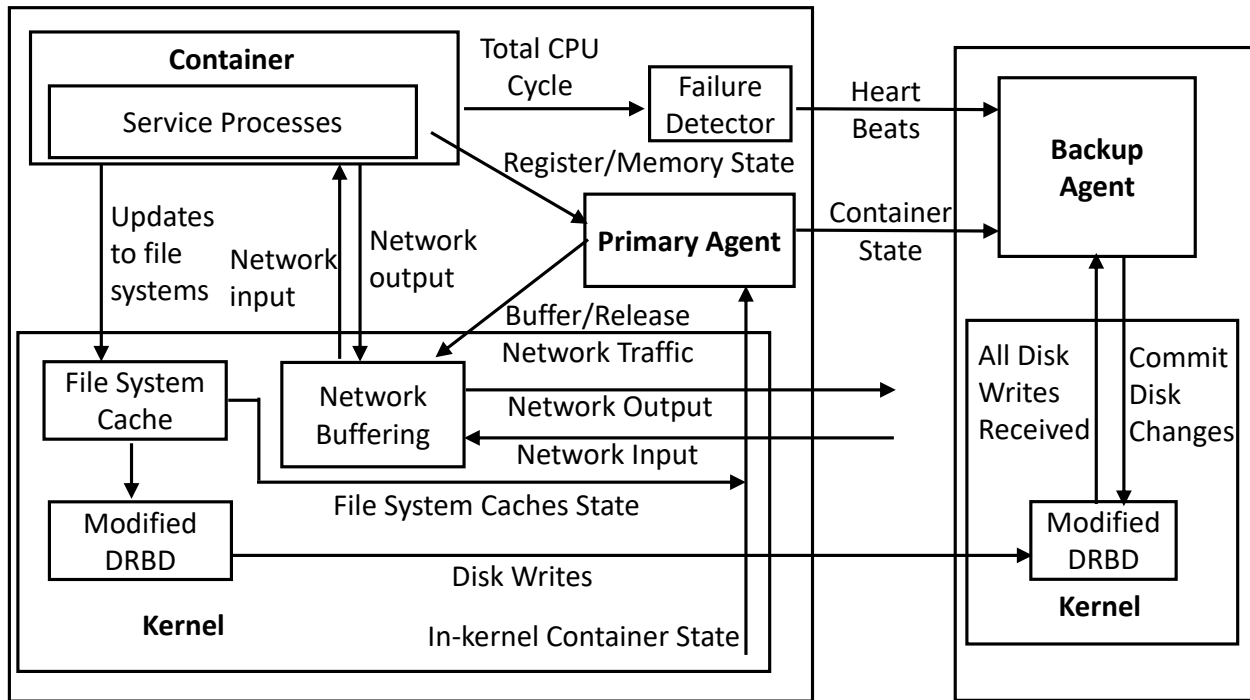 Container
Service Processes
Total CPU
Cycle
Failure
Detector
Heart
Beats
Backup
Agent
Register/Memory State
Updates
to file
systems
Network
input
Network
output
Primary Agent
Container
State
Buffer/Release
Network Traffic
File System
Cache
Network
Buffering
Network Output
Network Input
All Disk
Writes
Received
Commit
Disk
Changes
File System Caches State
Modified
DRBD
Disk Writes
Modified
DRBD
Kernel
In-kernel Container State
Kernel